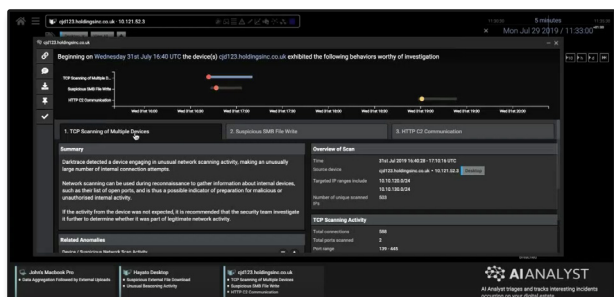 cjd123.holdingsinc.co.uk · 10.121.52.3
5 minutes
Mon Jul 29 2019 / 11:33:00
cjd123.holdingsinc.co.uk
Beginning on Wednesday 31st July 16:40 UTC the device(s) cjd123.holdingsinc.co.uk exhibited the following behaviors worthy of investigation
TCP Scanning of Multiple D...
Suspicious SMB File Write
HTTP C2 Communication
1. TCP Scanning of Multiple Devices
2. Suspicious SMB File Write
3. HTTP C2 Communication
Summary
Darktrace detected a device engaging in unusual network scanning activity, making an unusually large number of internal connection attempts.
Network scanning can be used during reconnaissance to gather information about internal devices, such as their list of open ports, and is thus a possible indicator of preparation for malicious or unauthorised internal activity.
If the activity from the device was not expected, it is recommended that the security team investigate it further to determine whether it was part of legitimate network activity.
Related Anomalies
Device / Suspicious Network Scan Activity
Overview of Scan
Time 31st Jul 2019 16:40:28 - 17:10:16 UTC
Source device cjd123.holdingsinc.co.uk · 10.121.52.3 Desktop
Targeted IP ranges include 10.10.120.0/24
10.10.130.0/24
Number of unique scanned IPs 503
TCP Scanning Activity
Total connections 588
Total ports scanned 2
Port range 139 - 445
John's Macbook Pro
Data Aggregation Followed by External Uploads
Hayato Desktop
Suspicious External File Download
Unusual Beaconing Activity
cjd123.holdingsinc.co.uk
TCP Scanning of Multiple Devices
Suspicious SMB File Write
HTTP C2 Communication
AI ANALYST
AI Analyst triages and tracks interesting incidents
occurring on your digital estate.